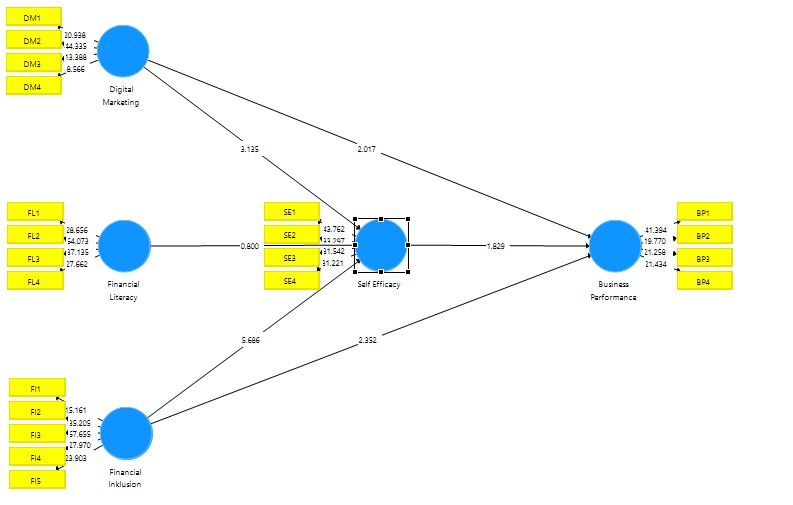 DM1
DM2
DM3
DM4
20.938
44.335
13.388
8.566
Digital
Marketing
3.135
2.017
FL1
FL2
FL3
FL4
28.656
54.073
37.135
27.662
Financial
Literacy
0.800
SE1
SE2
SE3
SE4
43.762
33.297
31.542
31.221
Self Efficacy
1.829
BP1
BP2
BP3
BP4
41.394
19.770
21.258
21.434
Business
Performance
5.686
2.352
FI1
FI2
FI3
FI4
FI5
15.161
35.205
57.655
27.970
23.903
Financial
Inklusion